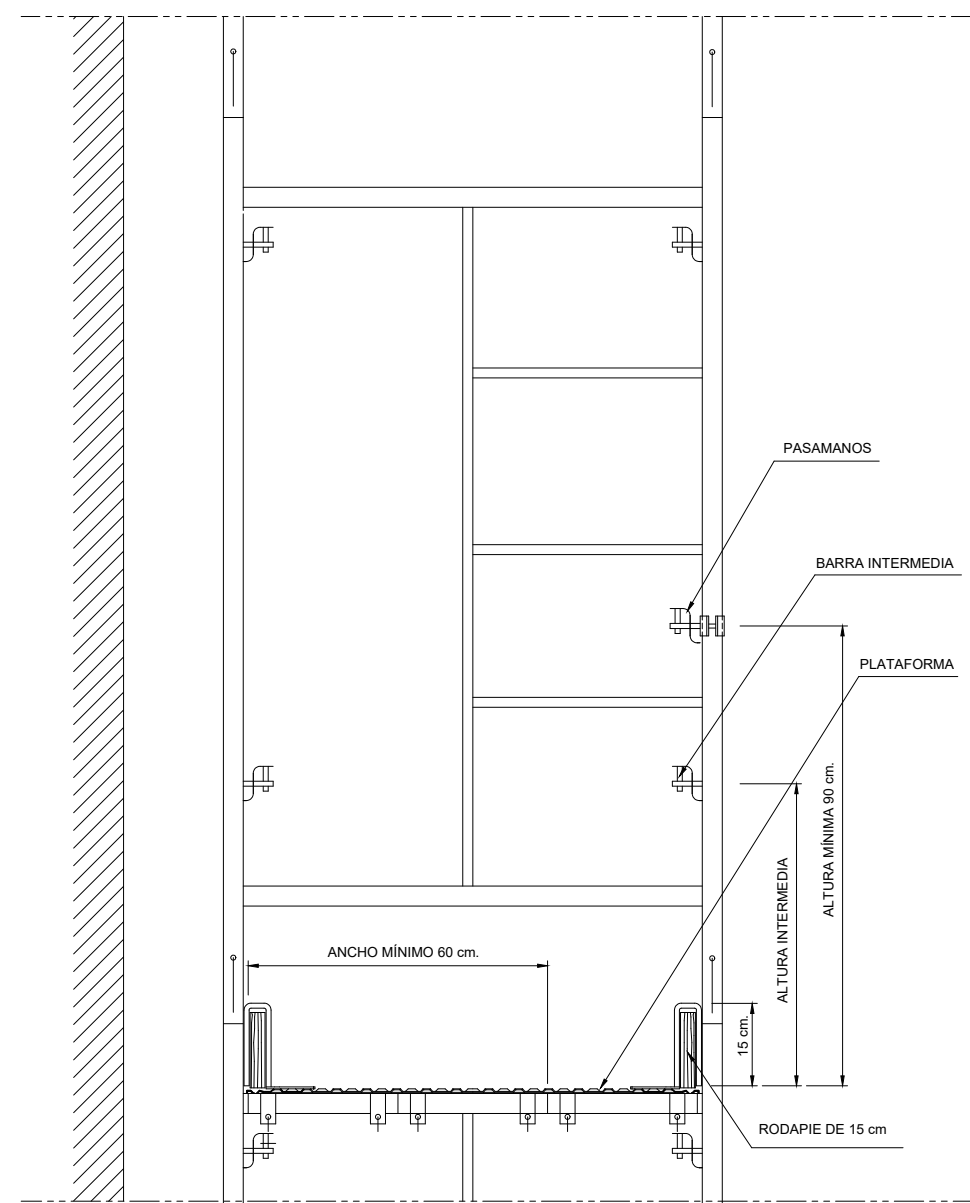 PASAMANOS
BARRA INTERMEDIA
PLATAFORMA
ALTURA MÍNIMA 90 cm.
ALTURA INTERMEDIA
ANCHO MÍNIMO 60 cm.
15 cm.
RODAPIE DE 15 cm